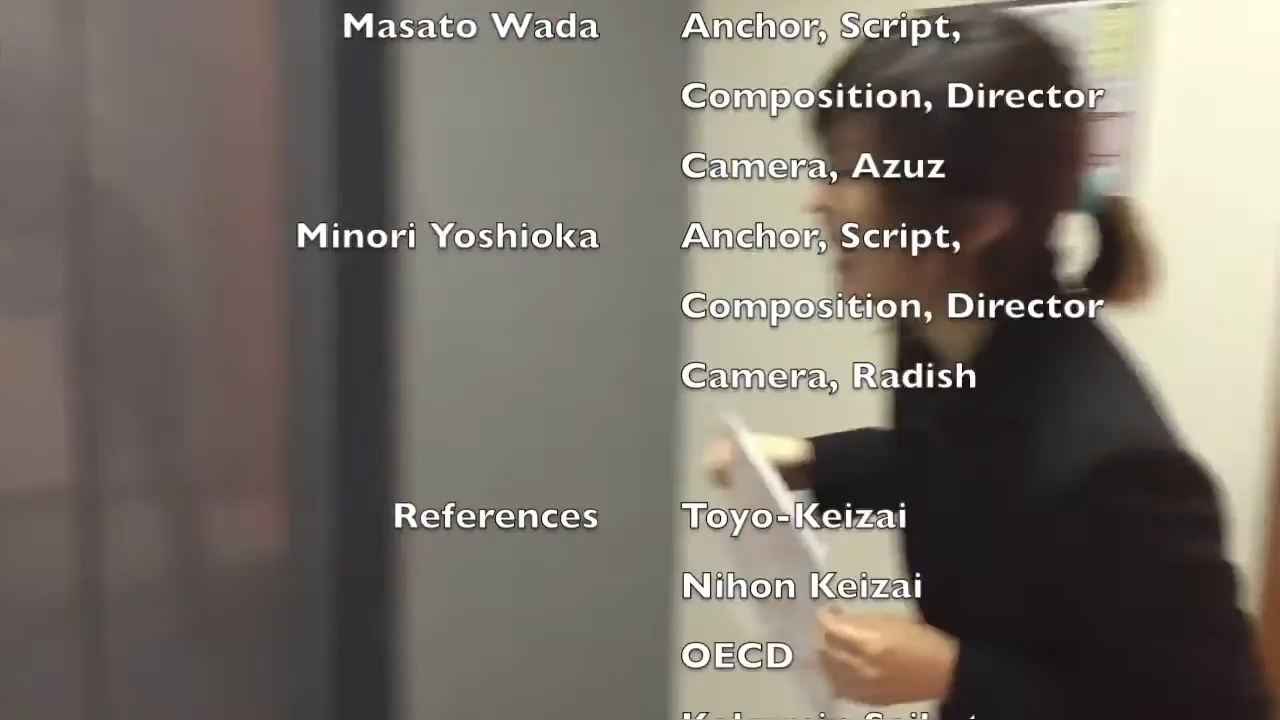 Masato Wada Anchor, Script,
Composition, Director
Camera, Azuz
Minori Yoshioka Anchor, Script,
Composition, Director
Camera, Radish
References Toyo-Keizai
Nihon Keizai
OECD